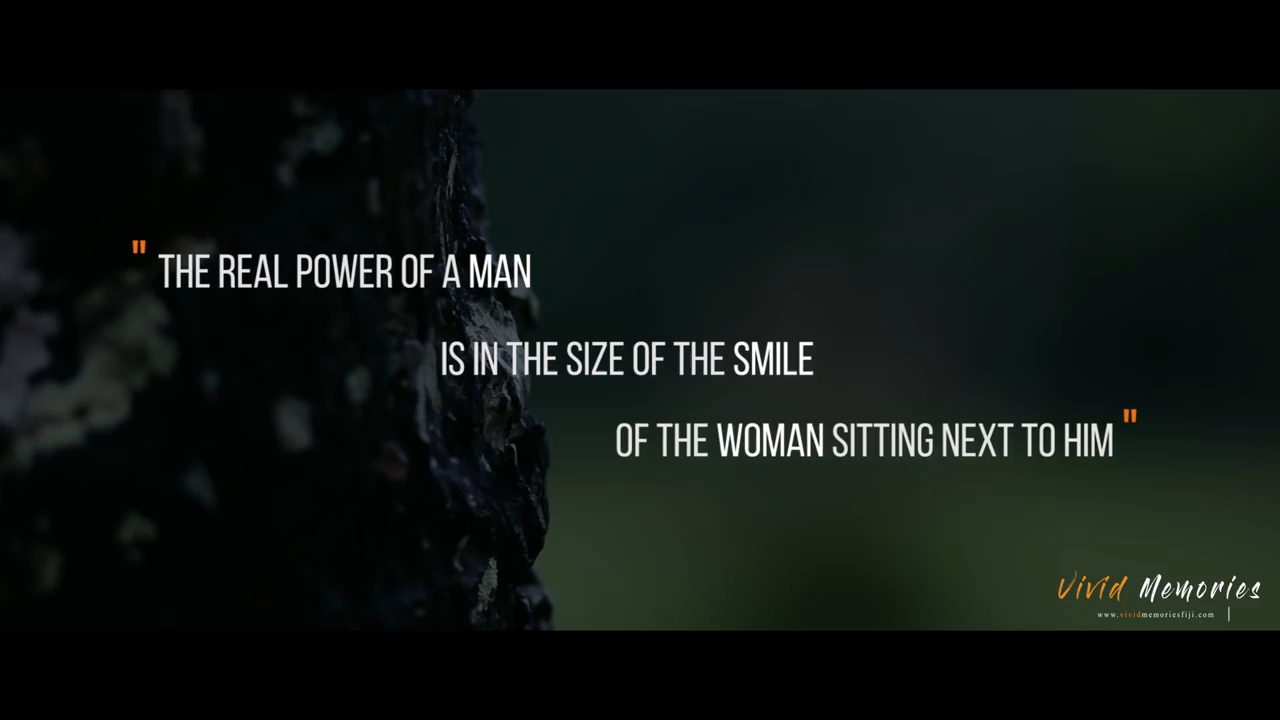 " THE REAL POWER OF A MAN
IS IN THE SIZE OF THE SMILE
OF THE WOMAN SITTING NEXT TO HIM "
Vivid Memories
www.vividmemoriesfiji.com